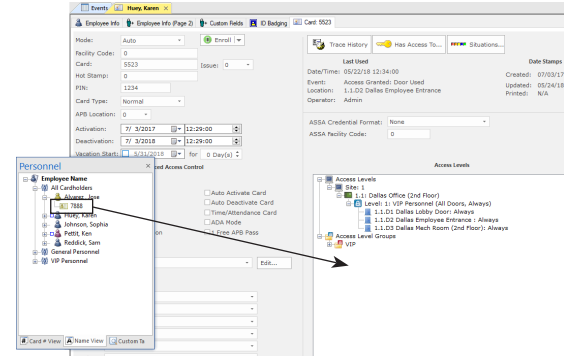 Events
Huey, Karen ×
Employee Info
Employee Info (Page 2)
Custom Fields
ID Badging
Card: 5523
Mode: Auto
Enroll
Facility Code: 0
Card: 5523
Issue: 0
Hot Stamp: 0
PIN: 1234
Card Type: Normal
APB Location: 0
Activation: 7/ 3/2017 12:29:00
Deactivation: 7/ 3/2018 12:29:00
Vacation Start: 5/31/2018 for 0 Day(s)
Access Control
Auto Activate Card
Auto Deactivate Card
Time/Attendance Card
ADA Mode
1 Free APB Pass
Edit...
Trace History
Has Access To...
Situations...
Last Used
Date Stamps
Date/Time: 05/22/18 12:34:00
Event: Access Granted: Door Used
Location: 1.1.D2 Dallas Employee Entrance
Operator: Admin
Created: 07/03/17
Updated: 05/24/18
Printed: N/A
ASSA Credential Format: None
ASSA Facility Code: 0
Access Levels
Access Levels
Site: 1
1.1: Dallas Office (2nd Floor)
Level: 1: VIP Personnel (All Doors, Always)
1.1.D1 Dallas Lobby Door: Always
1.1.D2 Dallas Employee Entrance : Always
1.1.D3 Dallas Mech Room (2nd Floor): Always
Access Level Groups
VIP
Personnel ×
Employee Name
All Cardholders
Alvarez, Jose
7888
Huey, Karen
Johnson, Sophia
Pettit, Ken
Reddick, Sam
General Personnel
VIP Personnel
Card # View
Name View
Custom Ta